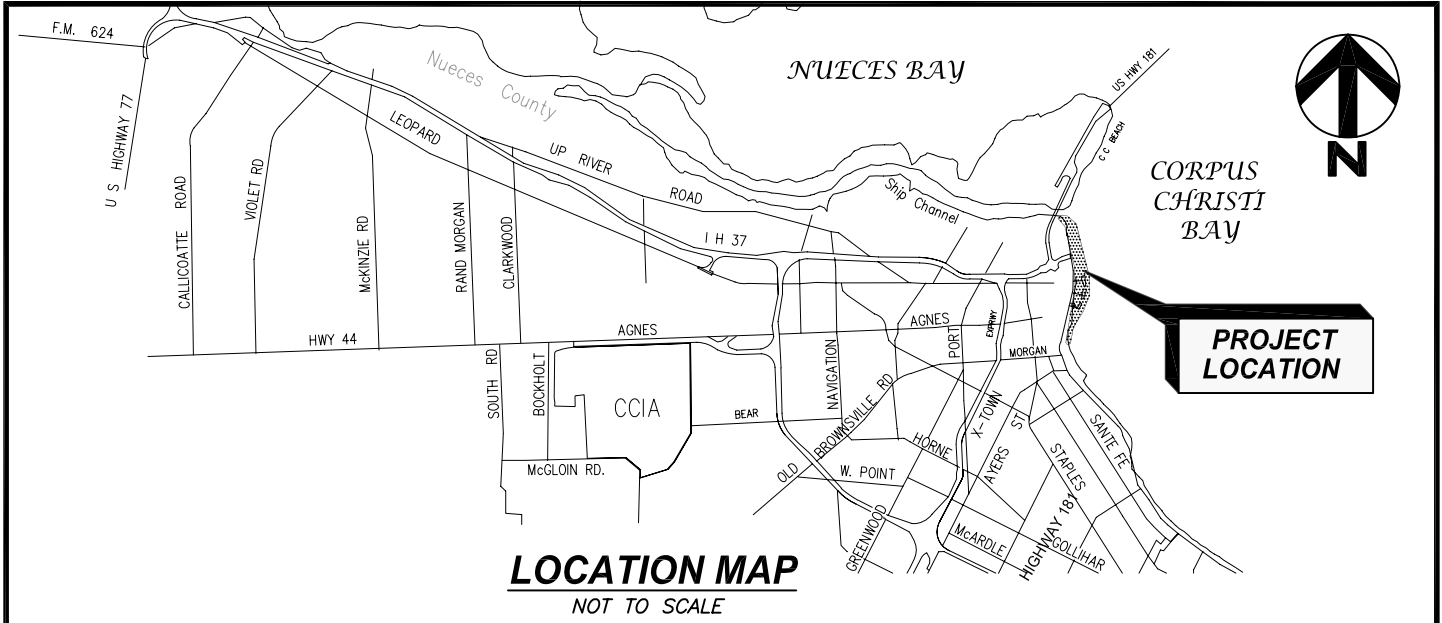 F.M. 624
U S HIGHWAY 77
CALLICOATTE ROAD
VIOLET RD
McKINZIE RD
RAND MORGAN
CLARKWOOD
LEOPARD
Nueces County
UP RIVER
ROAD
I H 37
Ship Channel
NUECES BAY
US HWY 181
C C BEACH
CORPUS
CHRISTI
BAY
N
PROJECT
LOCATION
HWY 44
AGNES
AGNES
SOUTH RD
BOCKHOLT
CCIA
McGLOIN RD.
BEAR
NAVIGATION
OLD BROWNSVILLE RD
PORT
EXPRWY
MORGAN
X-TOWN
HORNE
W. POINT
GREENWOOD
AYERS ST
STAPLES
SANTE FE
McARDLE
HIGHWAY 181
GOLLIHAR
LOCATION MAP
NOT TO SCALE